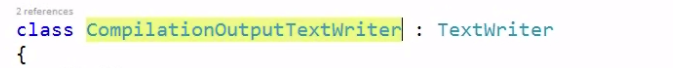 2 references
class CompilationOutputTextWriter : TextWriter
{